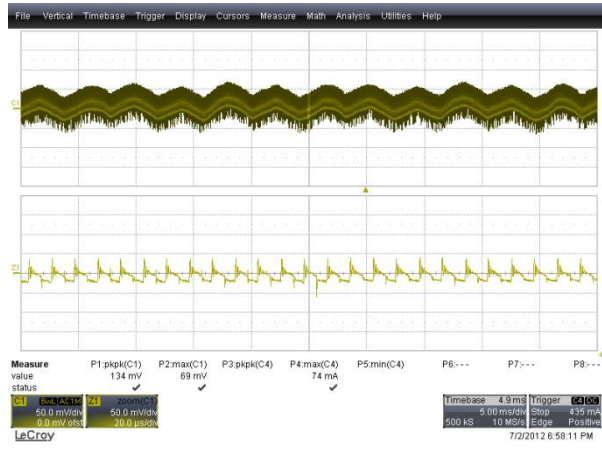 File Vertical Timebase Trigger Display Cursors Measure Math Analysis Utilities Help
C1
Z1
Measure P1:pkpk(C1) P2:max(C1) P3:pkpk(C4) P4:max(C4) P5:min(C4) P6:- - - P7:- - - P8:- - -
value 134 mV 69 mV 74 mA
status
C1 BwL AC1M Z1 zoom(C1) Timebase 4.9 ms Trigger C4 DC
50.0 mV/div 50.0 mV/div 5.00 ms/div Stop 435 mA
0.0 mV ofst 20.0 µs/div 500 kS 10 MS/s Edge Positive
LeCroy 7/2/2012 6:58:11 PM